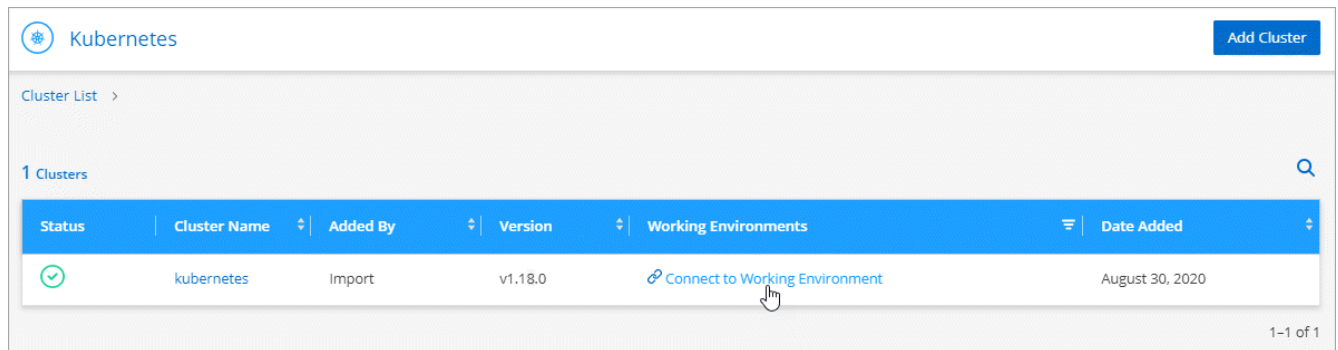 Kubernetes
Add Cluster
Cluster List >
1 Clusters
Status Cluster Name Added By Version Working Environments Date Added
kubernetes Import v1.18.0 Connect to Working Environment August 30, 2020
1–1 of 1